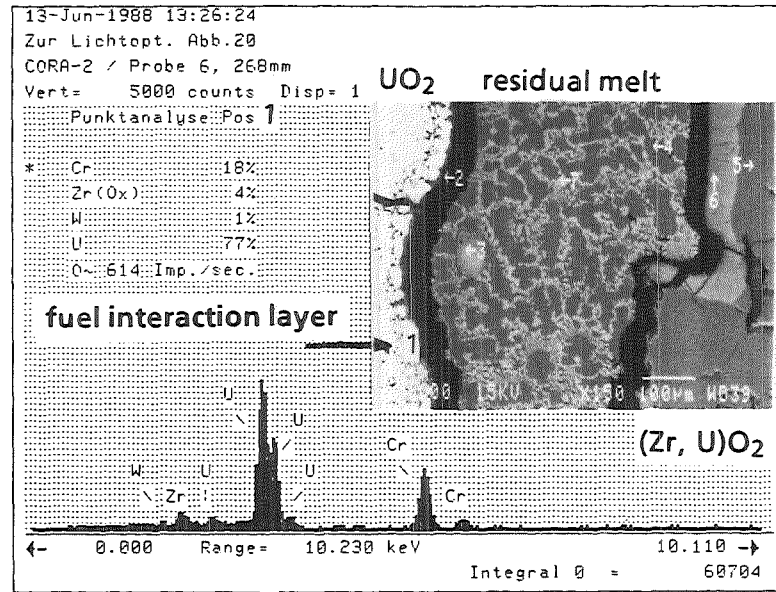 13-Jun-1988 13:26:24
Zur Lichtopt. Abb.20
CORA-2 / Probe 6, 268mm
Vert= 5000 counts Disp= 1
Punktanalyse Pos 1
* Cr 18%
Zr(Ox) 4%
W 1%
U 77%
O~ 614 Imp./sec.
UO₂ residual melt
←2
5→
6
1
15KV X150 100µm
fuel interaction layer
(Zr, U)O₂
W Zr U U U U Cr Cr
←- 0.000 Range= 10.230 keV 10.110 -→
Integral 0 = 60704